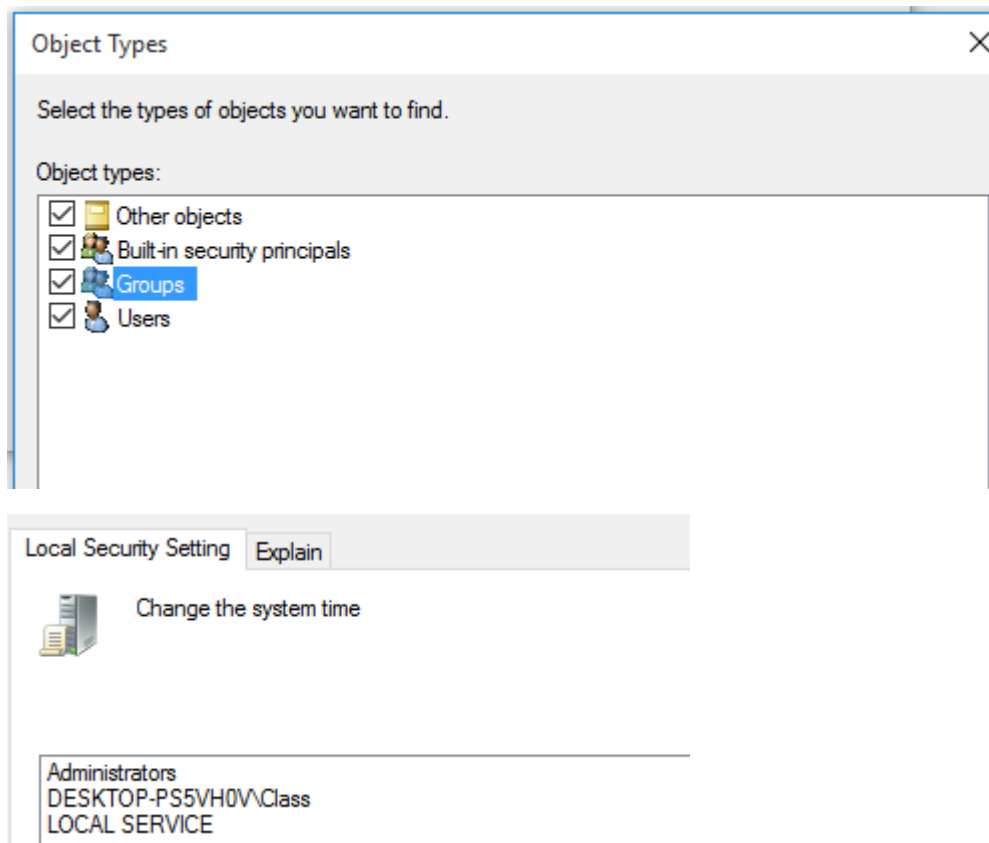 Object Types
Select the types of objects you want to find.
Object types:
Other objects
Built-in security principals
Groups
Users
Local Security Setting Explain
Change the system time
Administrators
DESKTOP-PS5VH0V\Class
LOCAL SERVICE